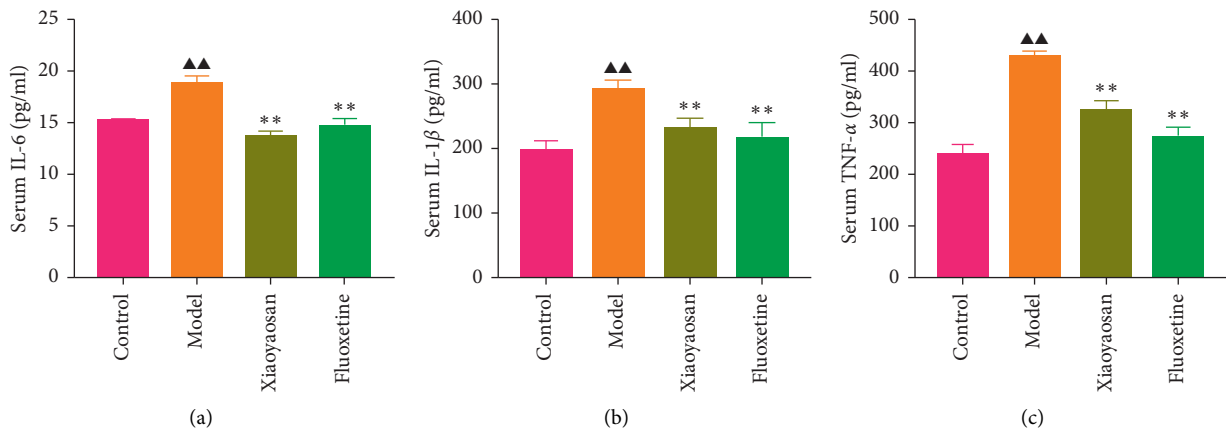 Serum IL-6 (pg/ml)
25
20
15
10
5
0
▲▲
**
**
Control
Model
Xiaoyaosan
Fluoxetine
(a)
Serum IL-1β (pg/ml)
400
300
200
100
0
▲▲
**
**
Control
Model
Xiaoyaosan
Fluoxetine
(b)
Serum TNF-α (pg/ml)
500
400
300
200
100
0
▲▲
**
**
Control
Model
Xiaoyaosan
Fluoxetine
(c)